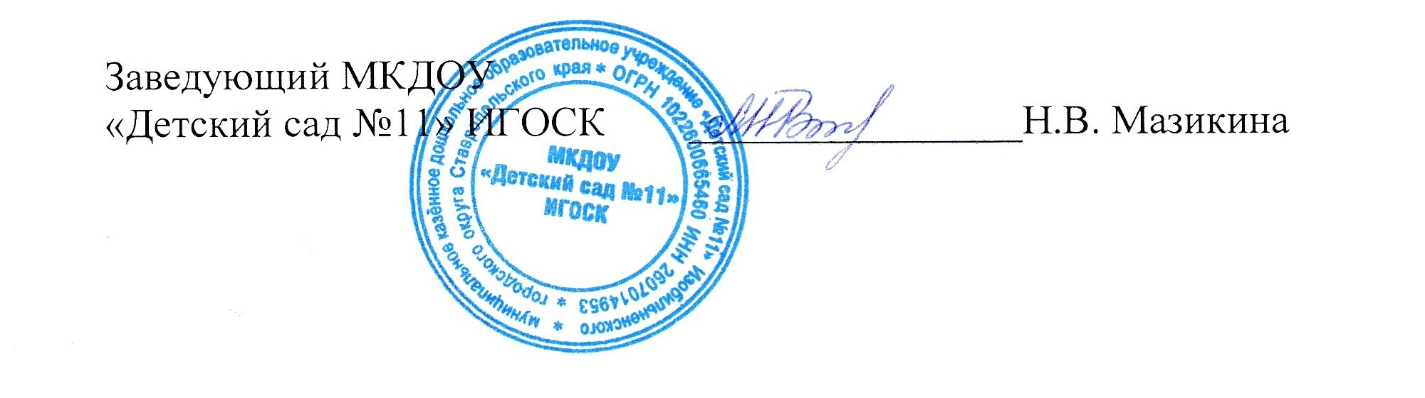 Заведующий МКДОУ
«Детский сад №11» ИГОСК Н.В. Мазикина
муниципальное казённое дошкольное образовательное учреждение «Детский сад №11» Изобильненского
городского округа Ставропольского края * ОГРН 1022600665460 ИНН 2607014953 *
МКДОУ
«Детский сад №11»
ИГОСК